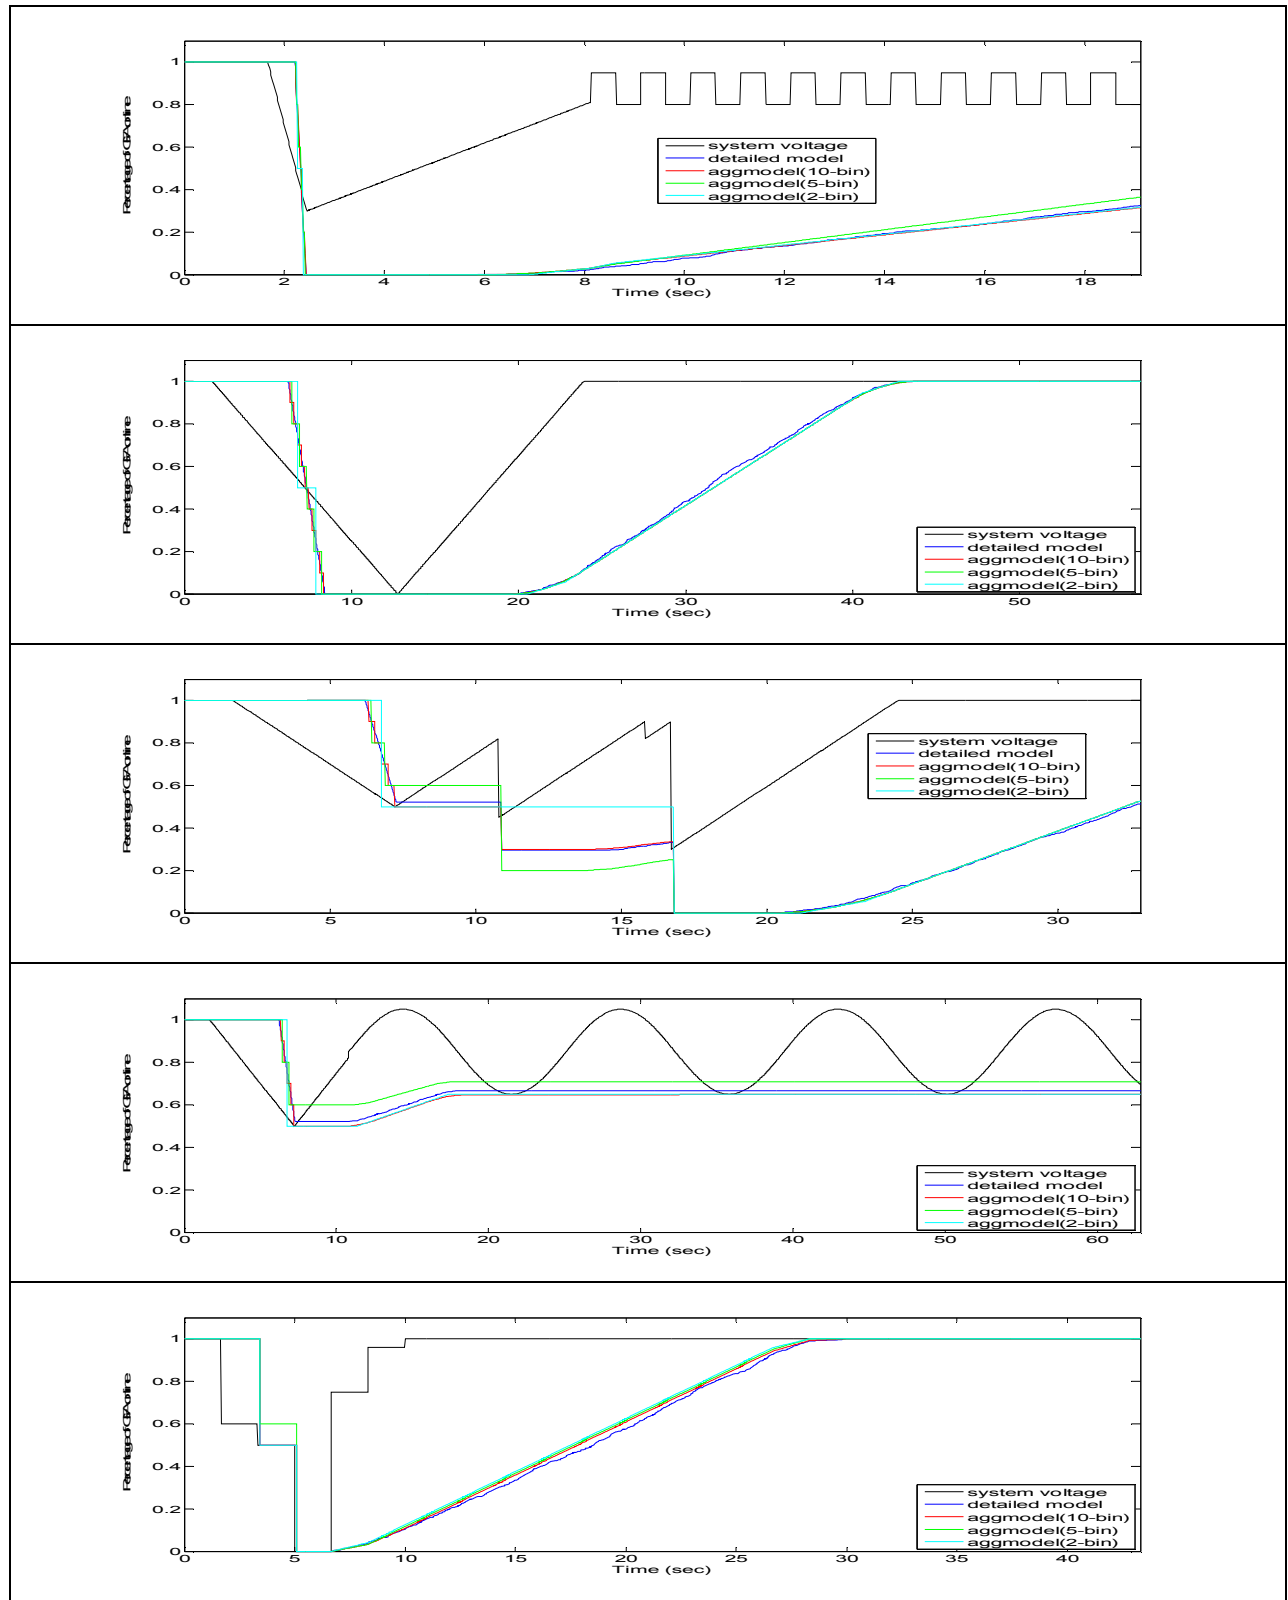 1
0.8
0.6
0.4
0.2
0
0 2 4 6 8 10 12 14 16 18
Time (sec)
system voltage
detailed model
aggmodel(10-bin)
aggmodel(5-bin)
aggmodel(2-bin)
1
0.8
0.6
0.4
0.2
0
0 10 20 30 40 50
Time (sec)
system voltage
detailed model
aggmodel(10-bin)
aggmodel(5-bin)
aggmodel(2-bin)
1
0.8
0.6
0.4
0.2
0
0 5 10 15 20 25 30
Time (sec)
system voltage
detailed model
aggmodel(10-bin)
aggmodel(5-bin)
aggmodel(2-bin)
1
0.8
0.6
0.4
0.2
0
0 10 20 30 40 50 60
Time (sec)
system voltage
detailed model
aggmodel(10-bin)
aggmodel(5-bin)
aggmodel(2-bin)
1
0.8
0.6
0.4
0.2
0
0 5 10 15 20 25 30 35 40
Time (sec)
system voltage
detailed model
aggmodel(10-bin)
aggmodel(5-bin)
aggmodel(2-bin)